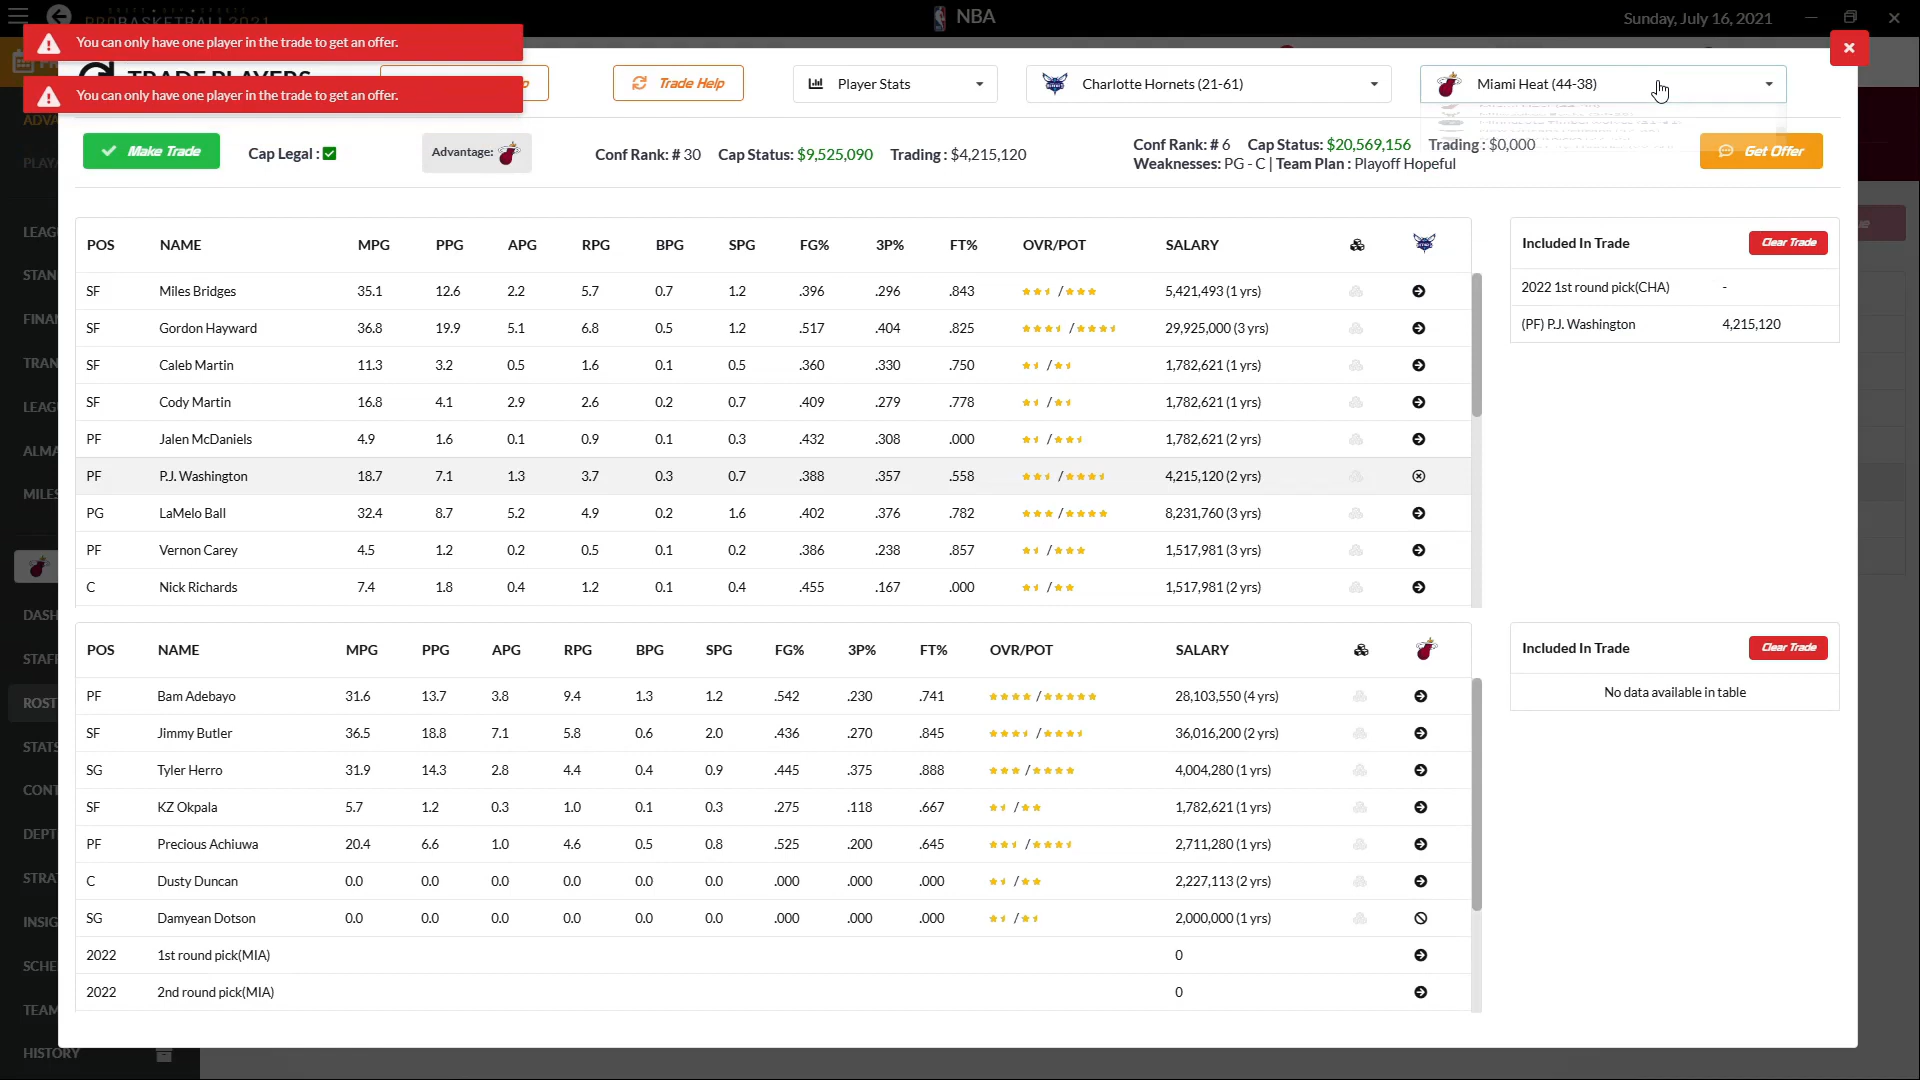 PROBASKETBALL2021
NBA
Sunday, July 16, 2021
You can only have one player in the trade to get an offer.
You can only have one player in the trade to get an offer.
TRADE PLAYERS
Trade Help
Player Stats
Charlotte Hornets (21-61)
Miami Heat (44-38)
Make Trade
Cap Legal :
Advantage:
Conf Rank: # 30 Cap Status: $9,525,090 Trading : $4,215,120
Conf Rank: # 6 Cap Status: $20,569,156 Trading : $0,000
Weaknesses: PG - C | Team Plan : Playoff Hopeful
Get Offer
POS NAME MPG PPG APG RPG BPG SPG FG% 3P% FT% OVR/POT SALARY
SF Miles Bridges 35.1 12.6 2.2 5.7 0.7 1.2 .396 .296 .843 / 5,421,493 (1 yrs)
SF Gordon Hayward 36.8 19.9 5.1 6.8 0.5 1.2 .517 .404 .825 / 29,925,000 (3 yrs)
SF Caleb Martin 11.3 3.2 0.5 1.6 0.1 0.5 .360 .330 .750 / 1,782,621 (1 yrs)
SF Cody Martin 16.8 4.1 2.9 2.6 0.2 0.7 .409 .279 .778 / 1,782,621 (1 yrs)
PF Jalen McDaniels 4.9 1.6 0.1 0.9 0.1 0.3 .432 .308 .000 / 1,782,621 (2 yrs)
PF P.J. Washington 18.7 7.1 1.3 3.7 0.3 0.7 .388 .357 .558 / 4,215,120 (2 yrs)
PG LaMelo Ball 32.4 8.7 5.2 4.9 0.2 1.6 .402 .376 .782 / 8,231,760 (3 yrs)
PF Vernon Carey 4.5 1.2 0.2 0.5 0.1 0.2 .386 .238 .857 / 1,517,981 (3 yrs)
C Nick Richards 7.4 1.8 0.4 1.2 0.1 0.4 .455 .167 .000 / 1,517,981 (2 yrs)
Included In Trade Clear Trade
2022 1st round pick(CHA) -
(PF) P.J. Washington 4,215,120
POS NAME MPG PPG APG RPG BPG SPG FG% 3P% FT% OVR/POT SALARY
PF Bam Adebayo 31.6 13.7 3.8 9.4 1.3 1.2 .542 .230 .741 / 28,103,550 (4 yrs)
SF Jimmy Butler 36.5 18.8 7.1 5.8 0.6 2.0 .436 .270 .845 / 36,016,200 (2 yrs)
SG Tyler Herro 31.9 14.3 2.8 4.4 0.4 0.9 .445 .375 .888 / 4,004,280 (1 yrs)
SF KZ Okpala 5.7 1.2 0.3 1.0 0.1 0.3 .275 .118 .667 / 1,782,621 (1 yrs)
PF Precious Achiuwa 20.4 6.6 1.0 4.6 0.5 0.8 .525 .200 .645 / 2,711,280 (1 yrs)
C Dusty Duncan 0.0 0.0 0.0 0.0 0.0 0.0 .000 .000 .000 / 2,227,113 (2 yrs)
SG Damyean Dotson 0.0 0.0 0.0 0.0 0.0 0.0 .000 .000 .000 / 2,000,000 (1 yrs)
2022 1st round pick(MIA) 0
2022 2nd round pick(MIA) 0
Included In Trade Clear Trade
No data available in table
LEAG
STAN
FINA
TRAN
LEAG
ALMA
MILES
DASH
STAF
ROST
STATS
CONT
DEPT
STRA
INSIG
SCHE
TEAM
HISTORY